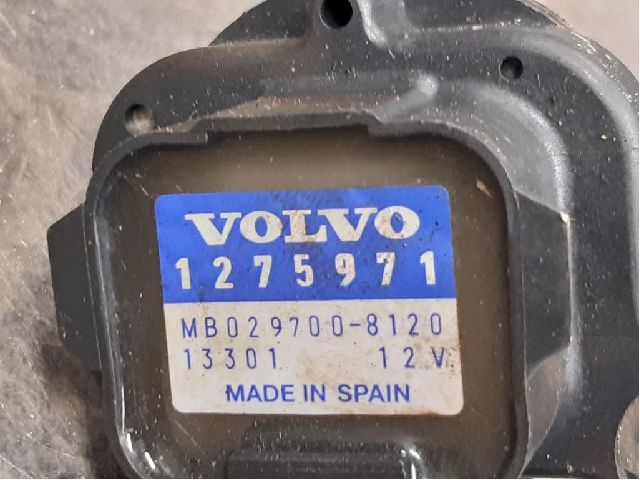 VOLVO
1275971
MB029700-8120
13301 12V
MADE IN SPAIN